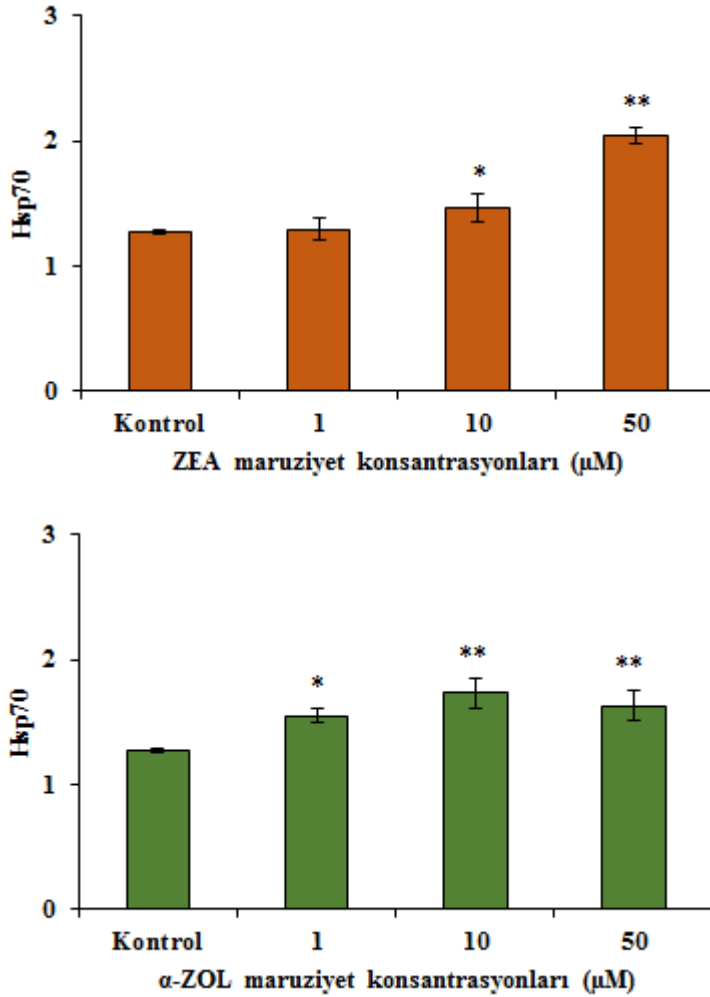 3
**
2
*
Hsp70
1
0
Kontrol 1 10 50
ZEA maruziyet konsantrasyonları (μM)
3
** **
2
*
Hsp70
1
0
Kontrol 1 10 50
α-ZOL maruziyet konsantrasyonları (μM)